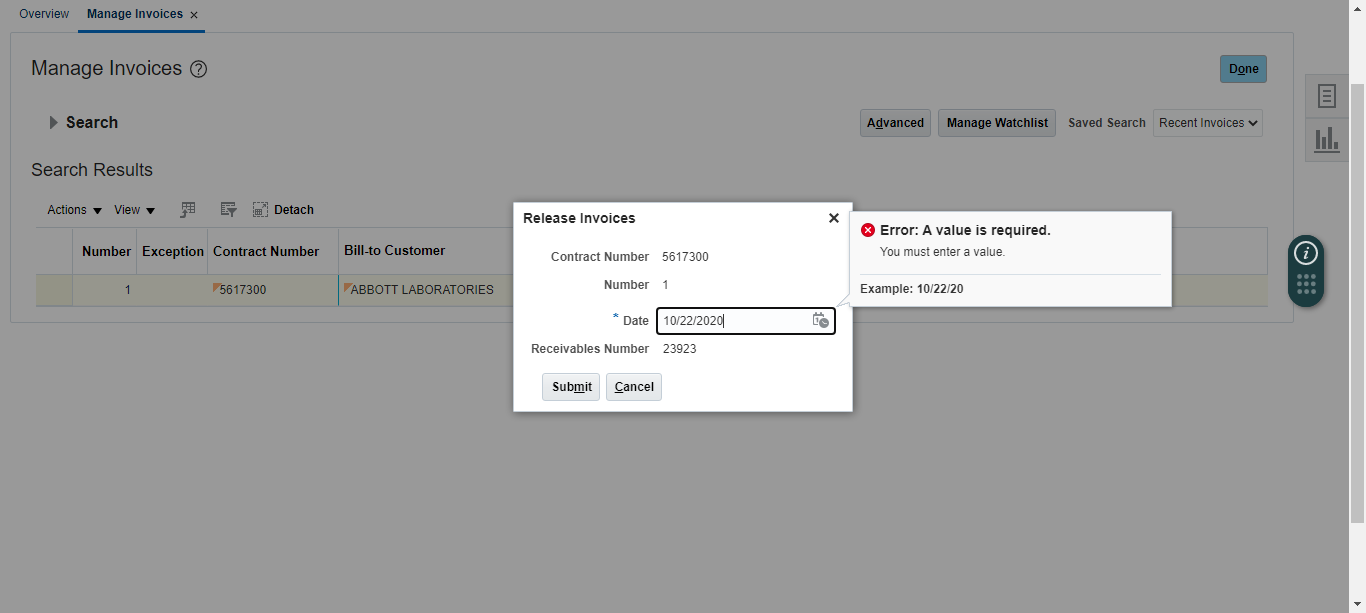 Overview Manage Invoices ×
Manage Invoices ?
Done
Search
Advanced Manage Watchlist Saved Search Recent Invoices
Search Results
Actions View Detach
Number Exception Contract Number Bill-to Customer
1 5617300 ABBOTT LABORATORIES
Release Invoices ×
Contract Number 5617300
Number 1
* Date 10/22/2020
Receivables Number 23923
Submit Cancel
Error: A value is required.
You must enter a value.
Example: 10/22/20
i